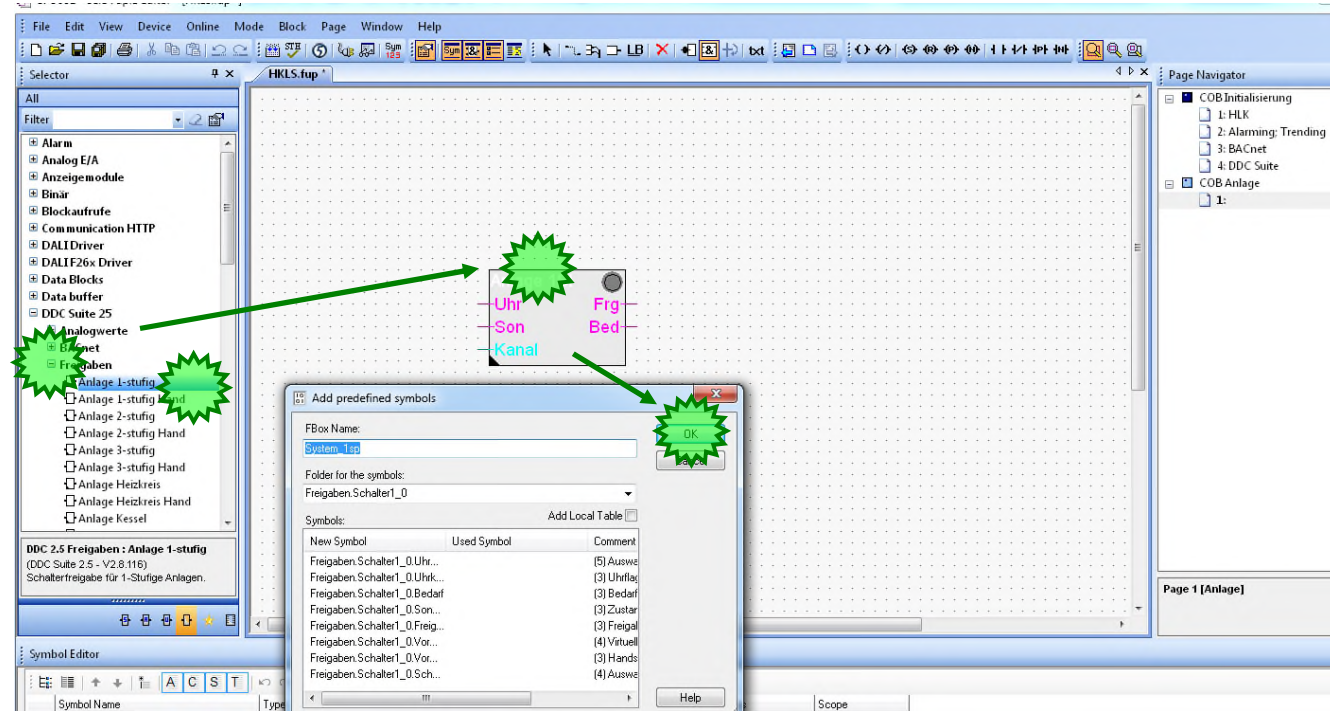 File Edit View Device Online Mode Block Page Window Help
LB txt
Selector
HKLS.fup *
Page Navigator
All
Filter
Alarm
Analog E/A
Anzeigemodule
Binär
Blockaufrufe
Communication HTTP
DALI Driver
DALI F26x Driver
Data Blocks
Data buffer
DDC Suite 25
Analogwerte
BACnet
Freigaben
Anlage 1-stufig
Anlage 1-stufig Hand
Anlage 2-stufig
Anlage 2-stufig Hand
Anlage 3-stufig
Anlage 3-stufig Hand
Anlage Heizkreis
Anlage Heizkreis Hand
Anlage Kessel
DDC 2.5 Freigaben : Anlage 1-stufig
(DDC Suite 2.5 - V2.8.116)
Schalterfreigabe für 1-Stufige Anlagen.
Uhr Frg
Son Bed
Kanal
COB Initialisierung
1: HLK
2: Alarming; Trending
3: BACnet
4: DDC Suite
COB Anlage
1:
Page 1 [Anlage]
Add predefined symbols
FBox Name:
System_1sp
OK
Cancel
Folder for the symbols:
Freigaben.Schalter1_0
Symbols:
Add Local Table
New Symbol Used Symbol Comment
Freigaben.Schalter1_0.Uhr... (5) Auswa
Freigaben.Schalter1_0.Uhrk... (3) Uhrflag
Freigaben.Schalter1_0.Bedarf (3) Bedarf
Freigaben.Schalter1_0.Son... (3) Zustar
Freigaben.Schalter1_0.Freig... (3) Freigal
Freigaben.Schalter1_0.Vor... (4) Virtuell
Freigaben.Schalter1_0.Vor... (3) Hands
Freigaben.Schalter1_0.Sch... (4) Auswa
Help
Symbol Editor
A C S T
Symbol Name Type Scope